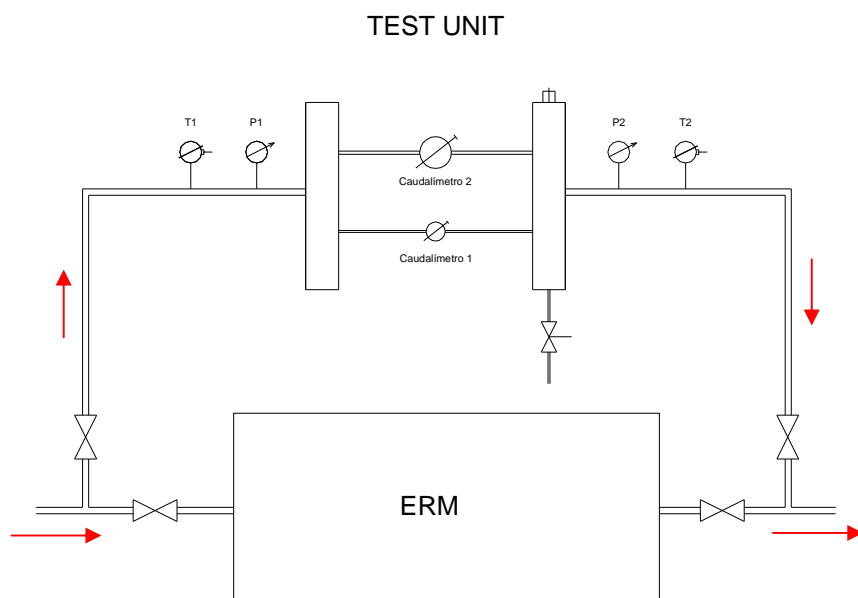 TEST UNIT
T1
P1
P2
T2
Caudalímetro 2
Caudalímetro 1
ERM